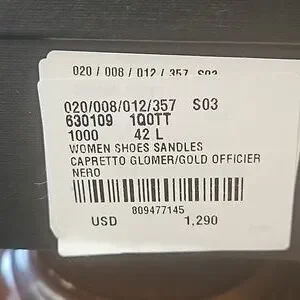 020 / 008 / 012 / 357 S03
020/008/012/357 S03
630109 1Q0TT
1000 42 L
WOMEN SHOES SANDLES
CAPRETTO GLOMER/GOLD OFFICIER
NERO
809477145
USD 1,290